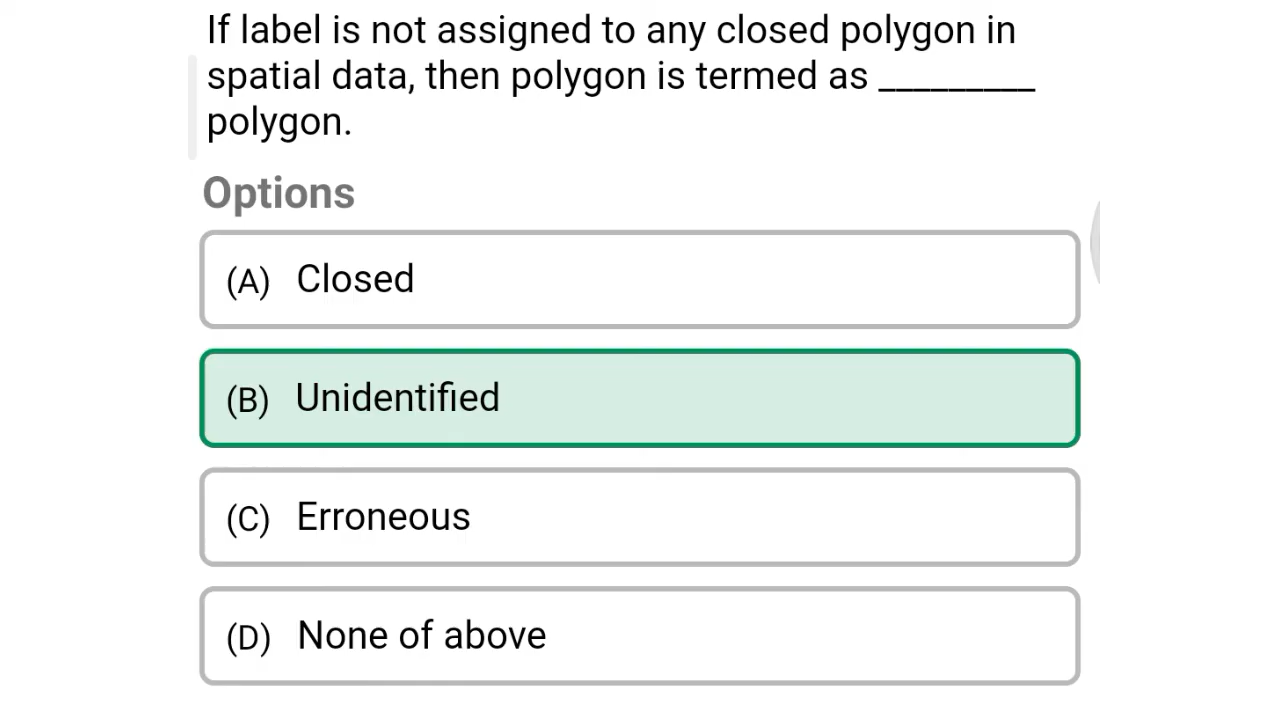 If label is not assigned to any closed polygon in
spatial data, then polygon is termed as _________
polygon.
Options
(A) Closed
(B) Unidentified
(C) Erroneous
(D) None of above